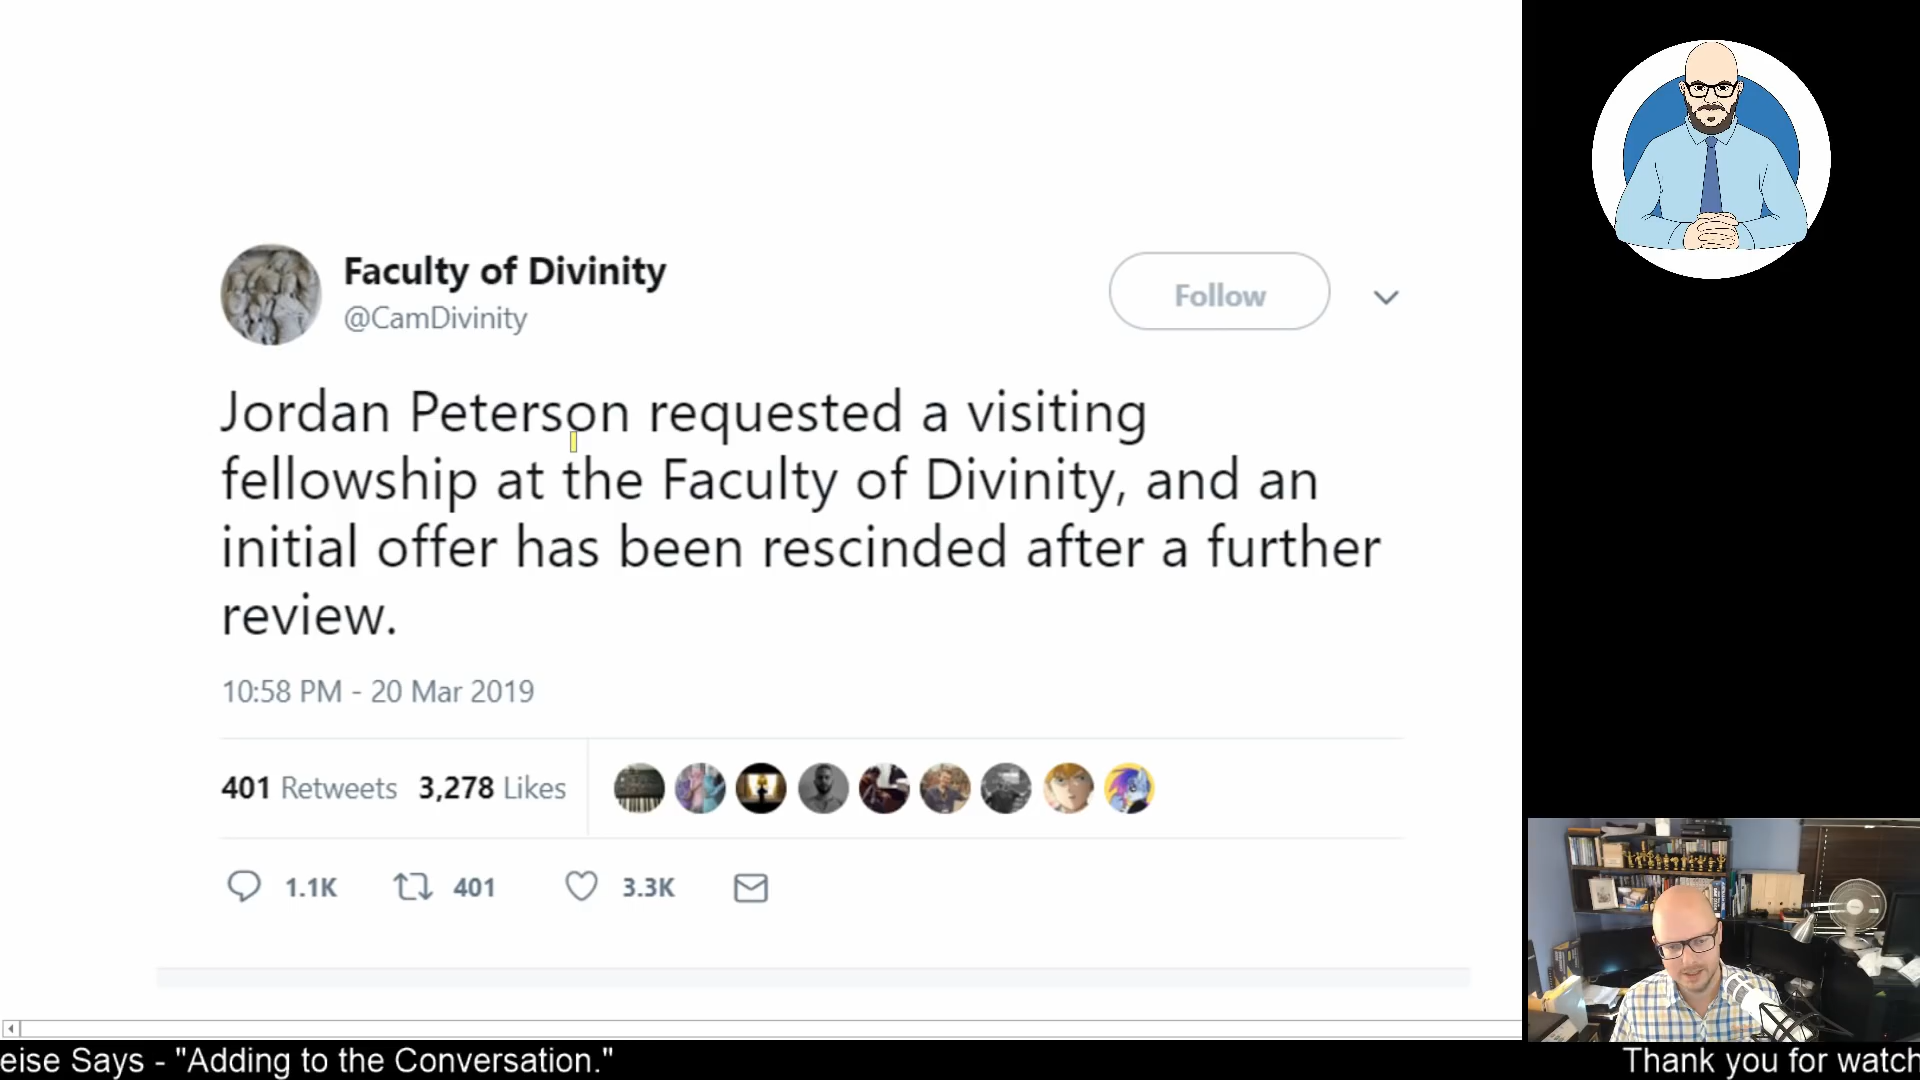 Faculty of Divinity
@CamDivinity
Follow
Jordan Peterson requested a visiting
fellowship at the Faculty of Divinity, and an
initial offer has been rescinded after a further
review.
10:58 PM - 20 Mar 2019
401 Retweets 3,278 Likes
1.1K 401 3.3K
eise Says - "Adding to the Conversation." Thank you for watch